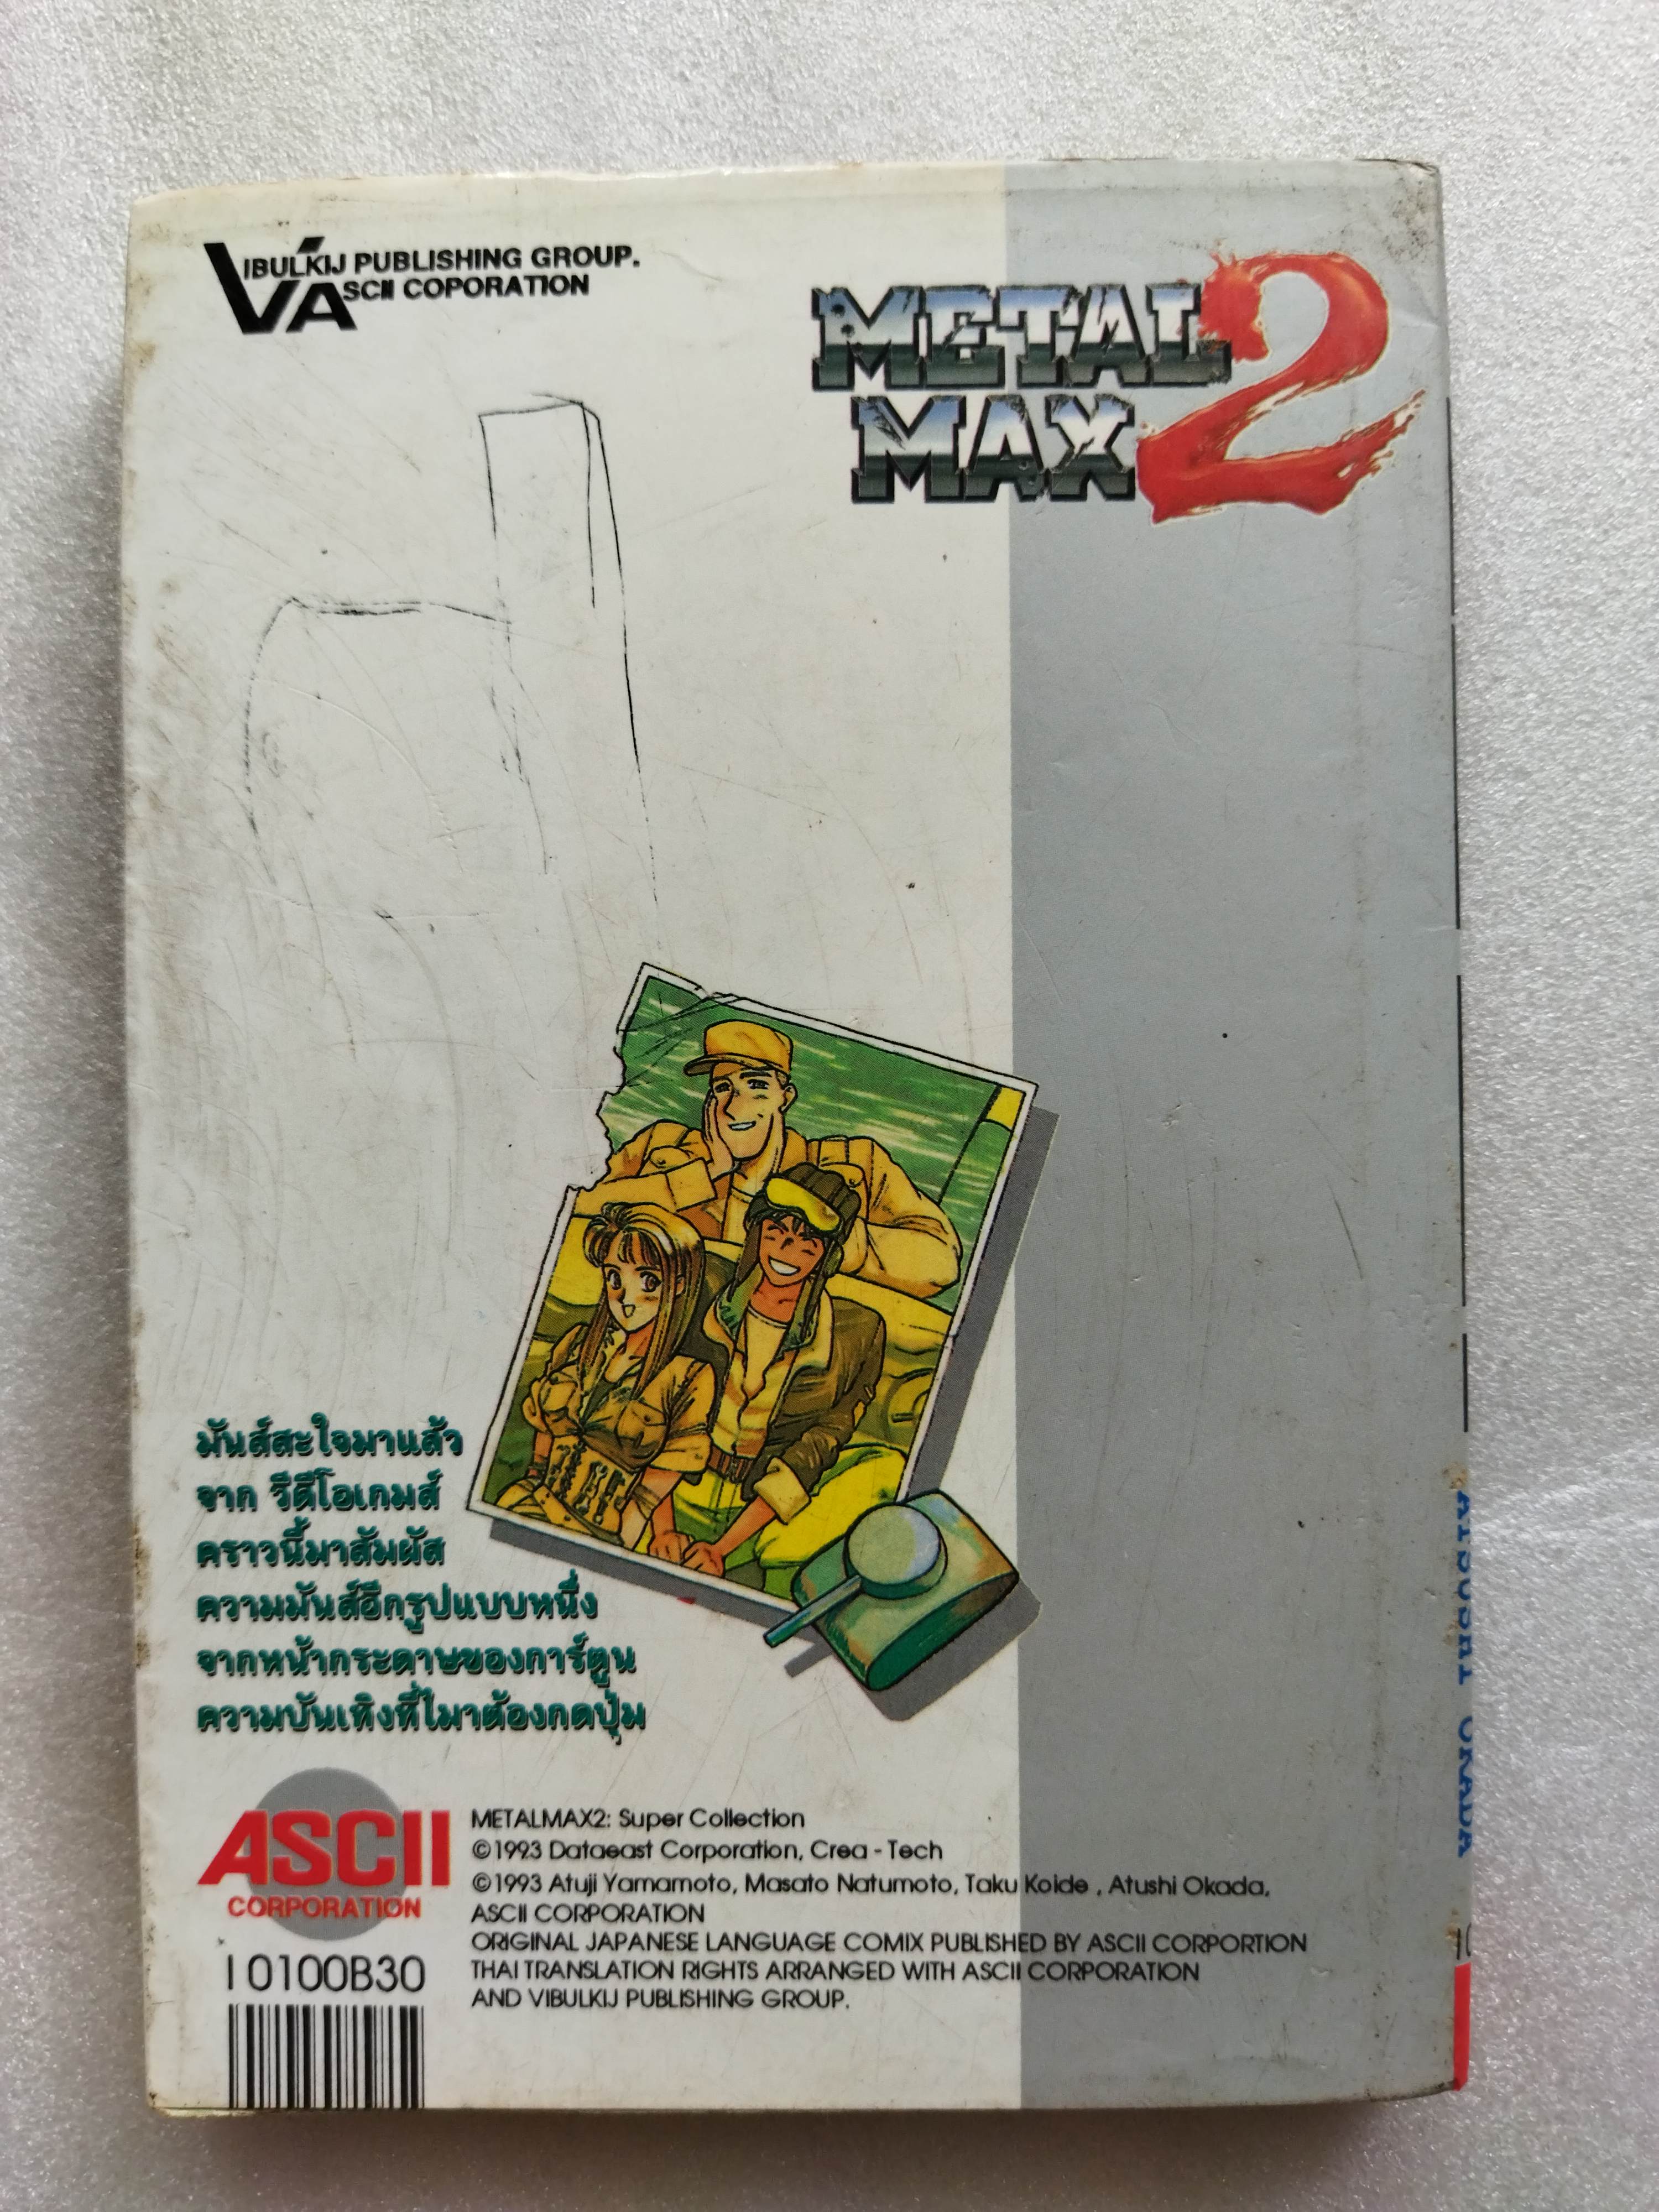 VIBULKIJ PUBLISHING GROUP.
ASCII COPORATION
METAL
MAX 2
มันส์สะใจมาแล้ว
จาก วีดีโอเกมส์
คราวนี้มาสัมผัส
ความมันส์อีกรูปแบบหนึ่ง
จากหน้ากระดาษของการ์ตูน
ความบันเทิงที่ไมาต้องกดปุ่ม
ASCII
CORPORATION
I 0100B30
METALMAX2: Super Collection
©1993 Dataeast Corporation, Crea - Tech
©1993 Atuji Yamamoto, Masato Natumoto, Taku Koide , Atushi Okada,
ASCII CORPORATION
ORIGINAL JAPANESE LANGUAGE COMIX PUBLISHED BY ASCII CORPORTION
THAI TRANSLATION RIGHTS ARRANGED WITH ASCII CORPORATION
AND VIBULKIJ PUBLISHING GROUP.
ATSUSHI OKADA